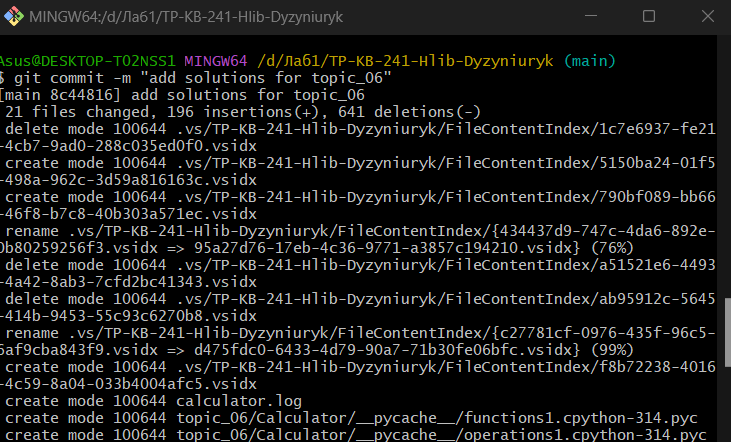 MINGW64:/d/Лаб1/TP-KB-241-Hlib-Dyzyniuryk
Asus@DESKTOP-TO2NSS1 MINGW64 /d/Лаб1/TP-KB-241-Hlib-Dyzyniuryk (main)
$ git commit -m "add solutions for topic_06"
[main 8c44816] add solutions for topic_06
21 files changed, 196 insertions(+), 641 deletions(-)
delete mode 100644 .vs/TP-KB-241-Hlib-Dyzyniuryk/FileContentIndex/1c7e6937-fe21
-4cb7-9ad0-288c035ed0f0.vsidx
create mode 100644 .vs/TP-KB-241-Hlib-Dyzyniuryk/FileContentIndex/5150ba24-01f5
-498a-962c-3d59a816163c.vsidx
create mode 100644 .vs/TP-KB-241-Hlib-Dyzyniuryk/FileContentIndex/790bf089-bb66
-46f8-b7c8-40b303a571ec.vsidx
rename .vs/TP-KB-241-Hlib-Dyzyniuryk/FileContentIndex/{434437d9-747c-4da6-892e-
0b80259256f3.vsidx => 95a27d76-17eb-4c36-9771-a3857c194210.vsidx} (76%)
delete mode 100644 .vs/TP-KB-241-Hlib-Dyzyniuryk/FileContentIndex/a51521e6-4493
-4a42-8ab3-7cfd2bc41343.vsidx
delete mode 100644 .vs/TP-KB-241-Hlib-Dyzyniuryk/FileContentIndex/ab95912c-5645
-414b-9453-55c93c6270b8.vsidx
rename .vs/TP-KB-241-Hlib-Dyzyniuryk/FileContentIndex/{c27781cf-0976-435f-96c5-
6af9cba843f9.vsidx => d475fdc0-6433-4d79-90a7-71b30fe06bfc.vsidx} (99%)
create mode 100644 .vs/TP-KB-241-Hlib-Dyzyniuryk/FileContentIndex/f8b72238-4016
-4c59-8a04-033b4004afc5.vsidx
create mode 100644 calculator.log
create mode 100644 topic_06/Calculator/__pycache__/functions1.cpython-314.pyc
create mode 100644 topic_06/Calculator/__pycache__/operations1.cpython-314.pyc